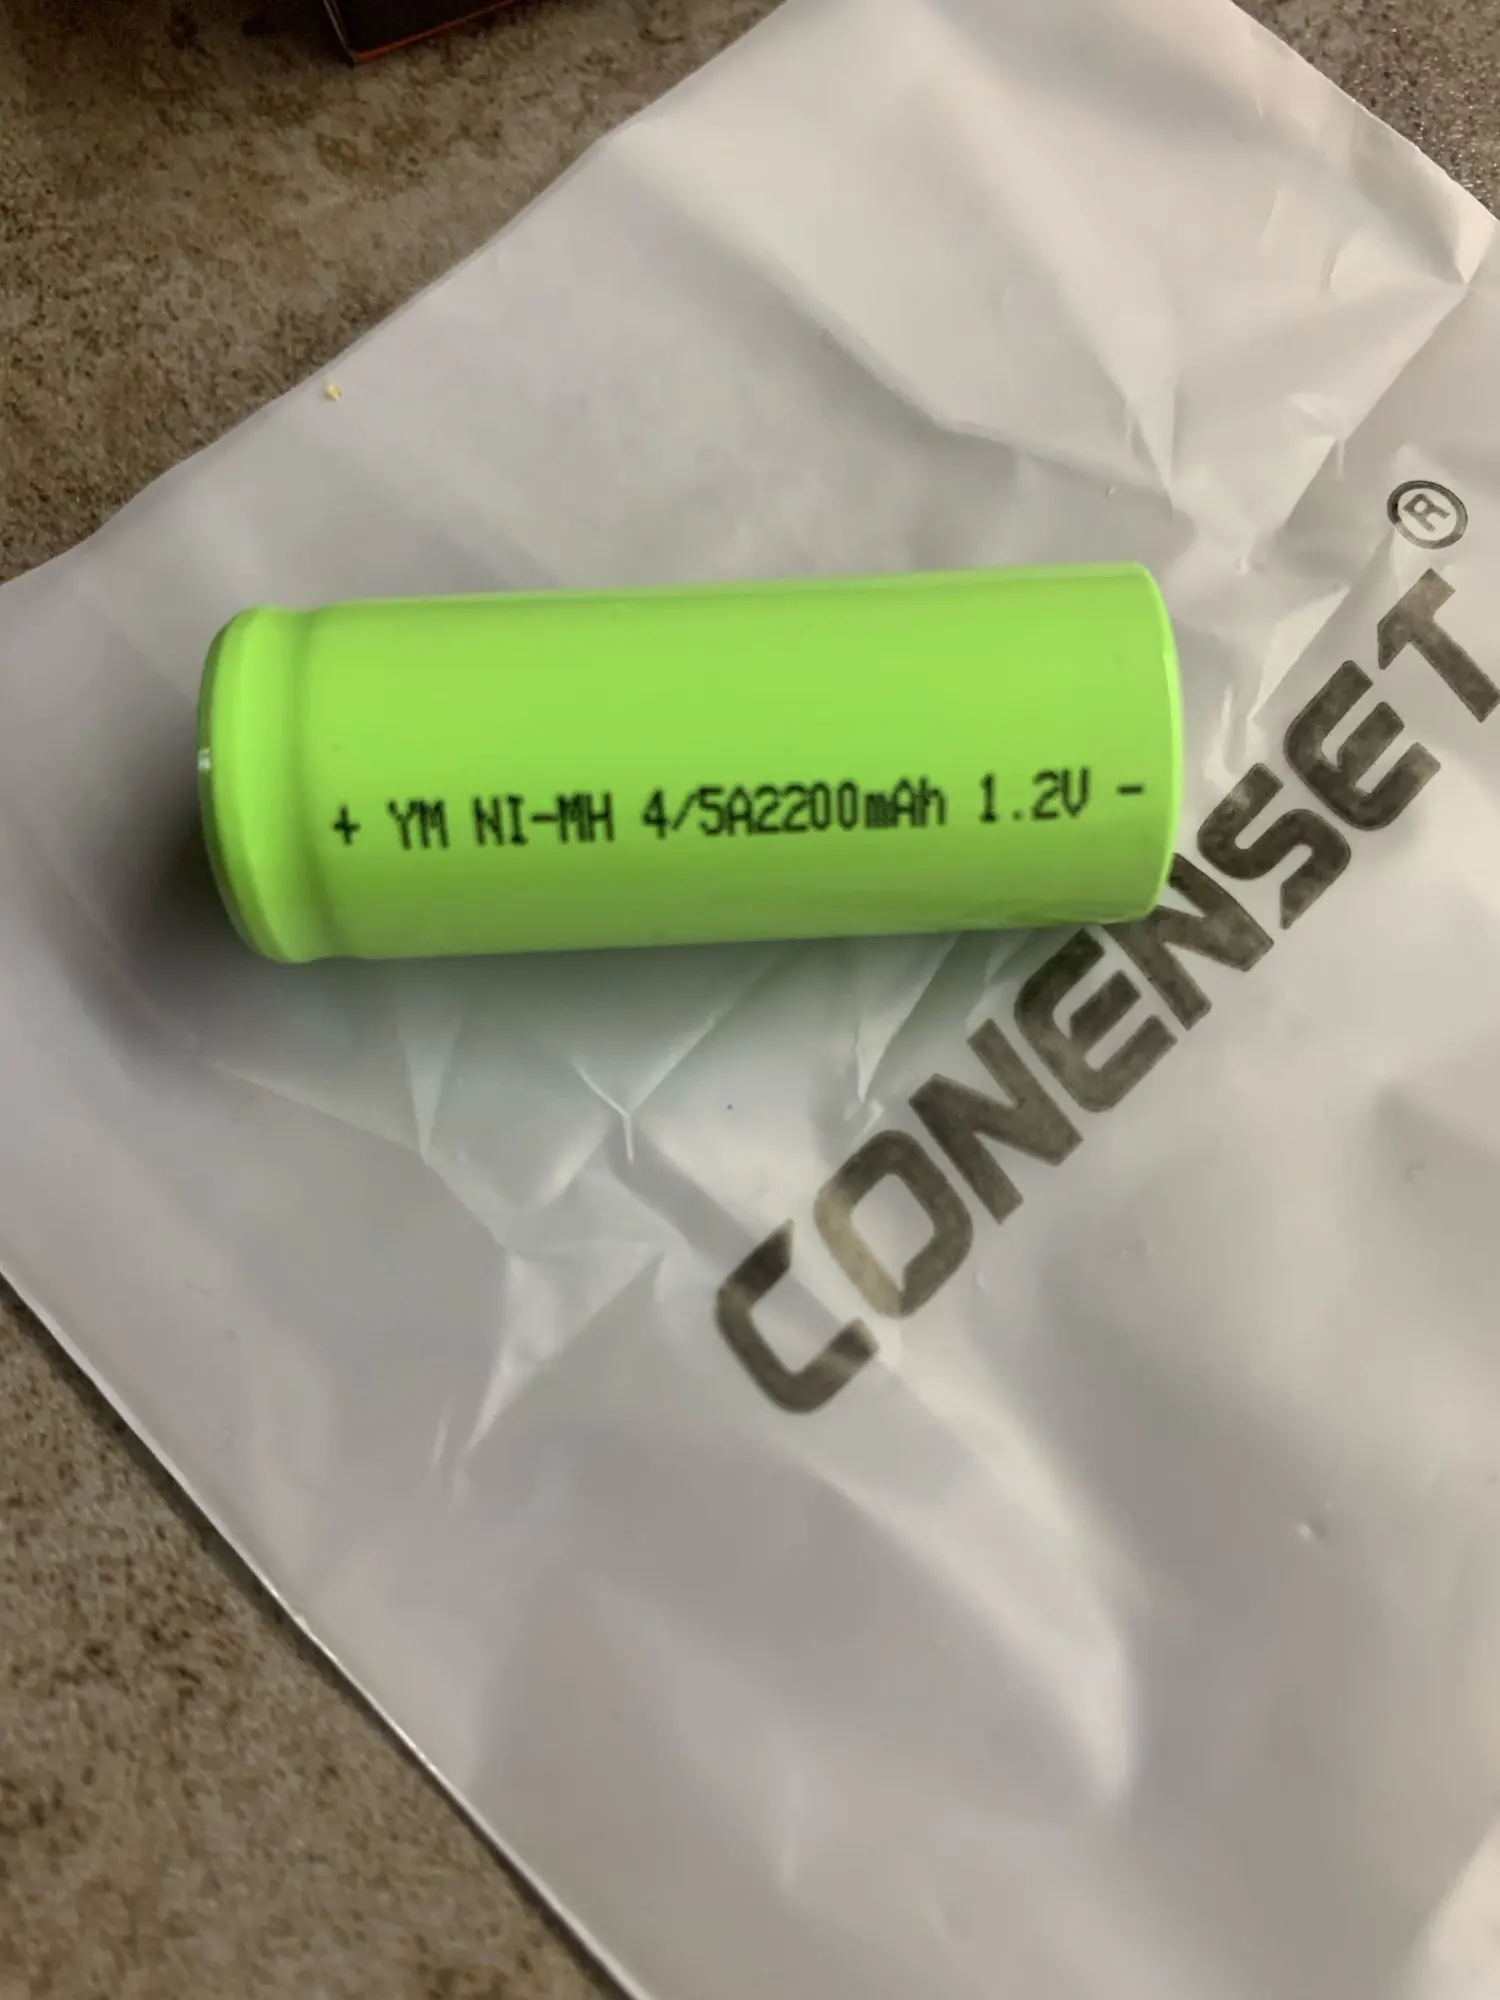 + YM NI-MH 4/5A2200mAh 1.2V -
CONENSET®